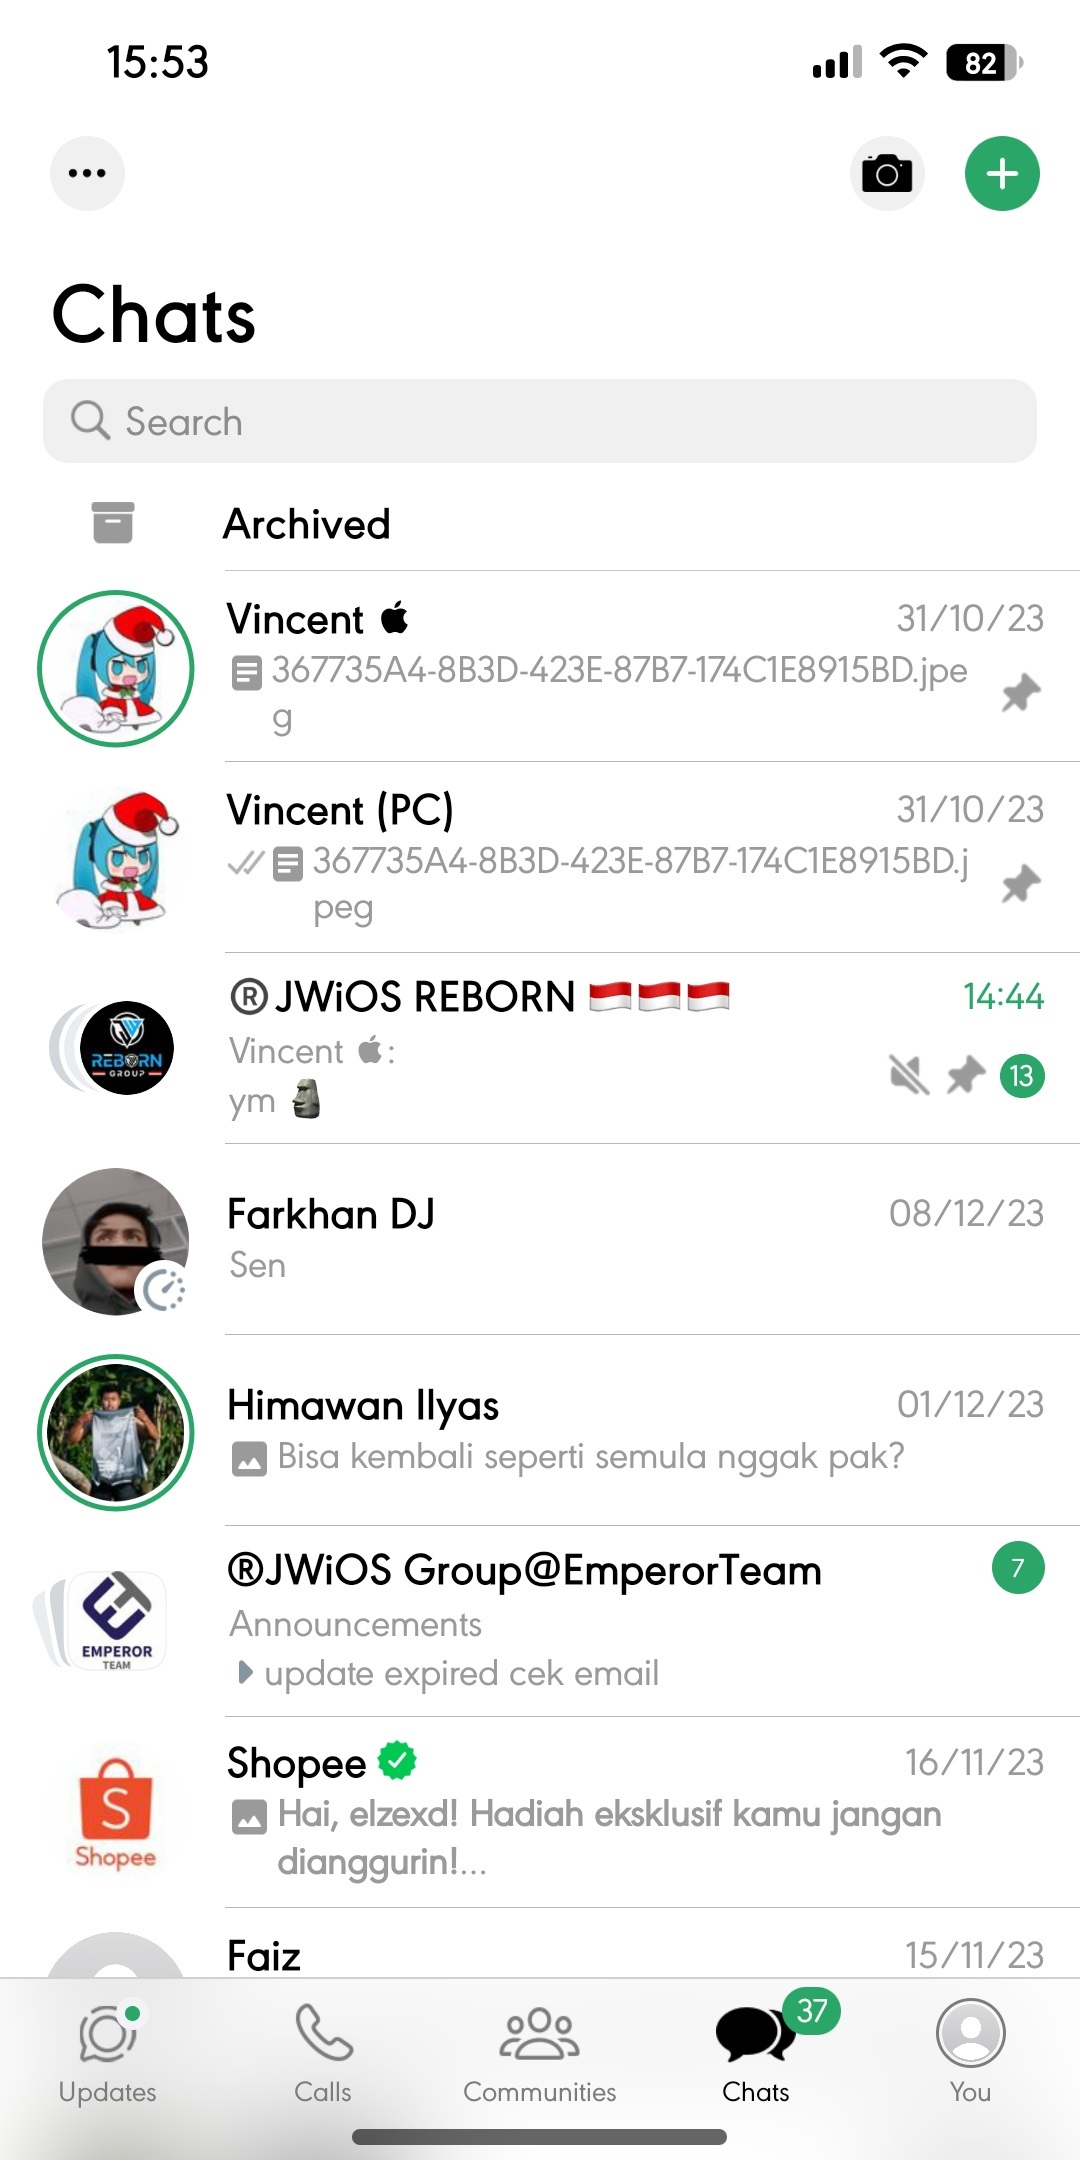 15:53
82
Chats
Search
Archived
Vincent 
31/10/23
367735A4-8B3D-423E-87B7-174C1E8915BD.jpe
g
Vincent (PC)
31/10/23
367735A4-8B3D-423E-87B7-174C1E8915BD.j
peg
®JWiOS REBORN 🇮🇩🇮🇩🇮🇩
14:44
REBORN
GROUP
Vincent :
ym 🗿
13
Farkhan DJ
08/12/23
Sen
Himawan Ilyas
01/12/23
Bisa kembali seperti semula nggak pak?
®JWiOS Group@EmperorTeam
7
EMPEROR
TEAM
Announcements
update expired cek email
Shopee
16/11/23
S
Shopee
Hai, elzexd! Hadiah eksklusif kamu jangan
dianggurin!...
Faiz
15/11/23
37
Updates
Calls
Communities
Chats
You